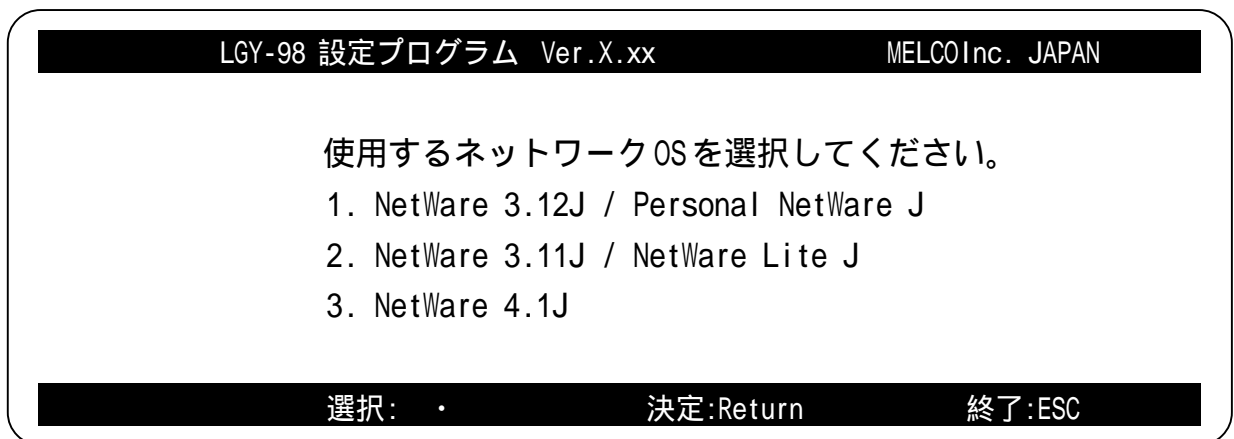 LGY-98 設定プログラム Ver.X.xx MELCOInc. JAPAN
使用するネットワークOSを選択してください。
1. NetWare 3.12J / Personal NetWare J
2. NetWare 3.11J / NetWare Lite J
3. NetWare 4.1J
選択: ・ 決定:Return 終了:ESC